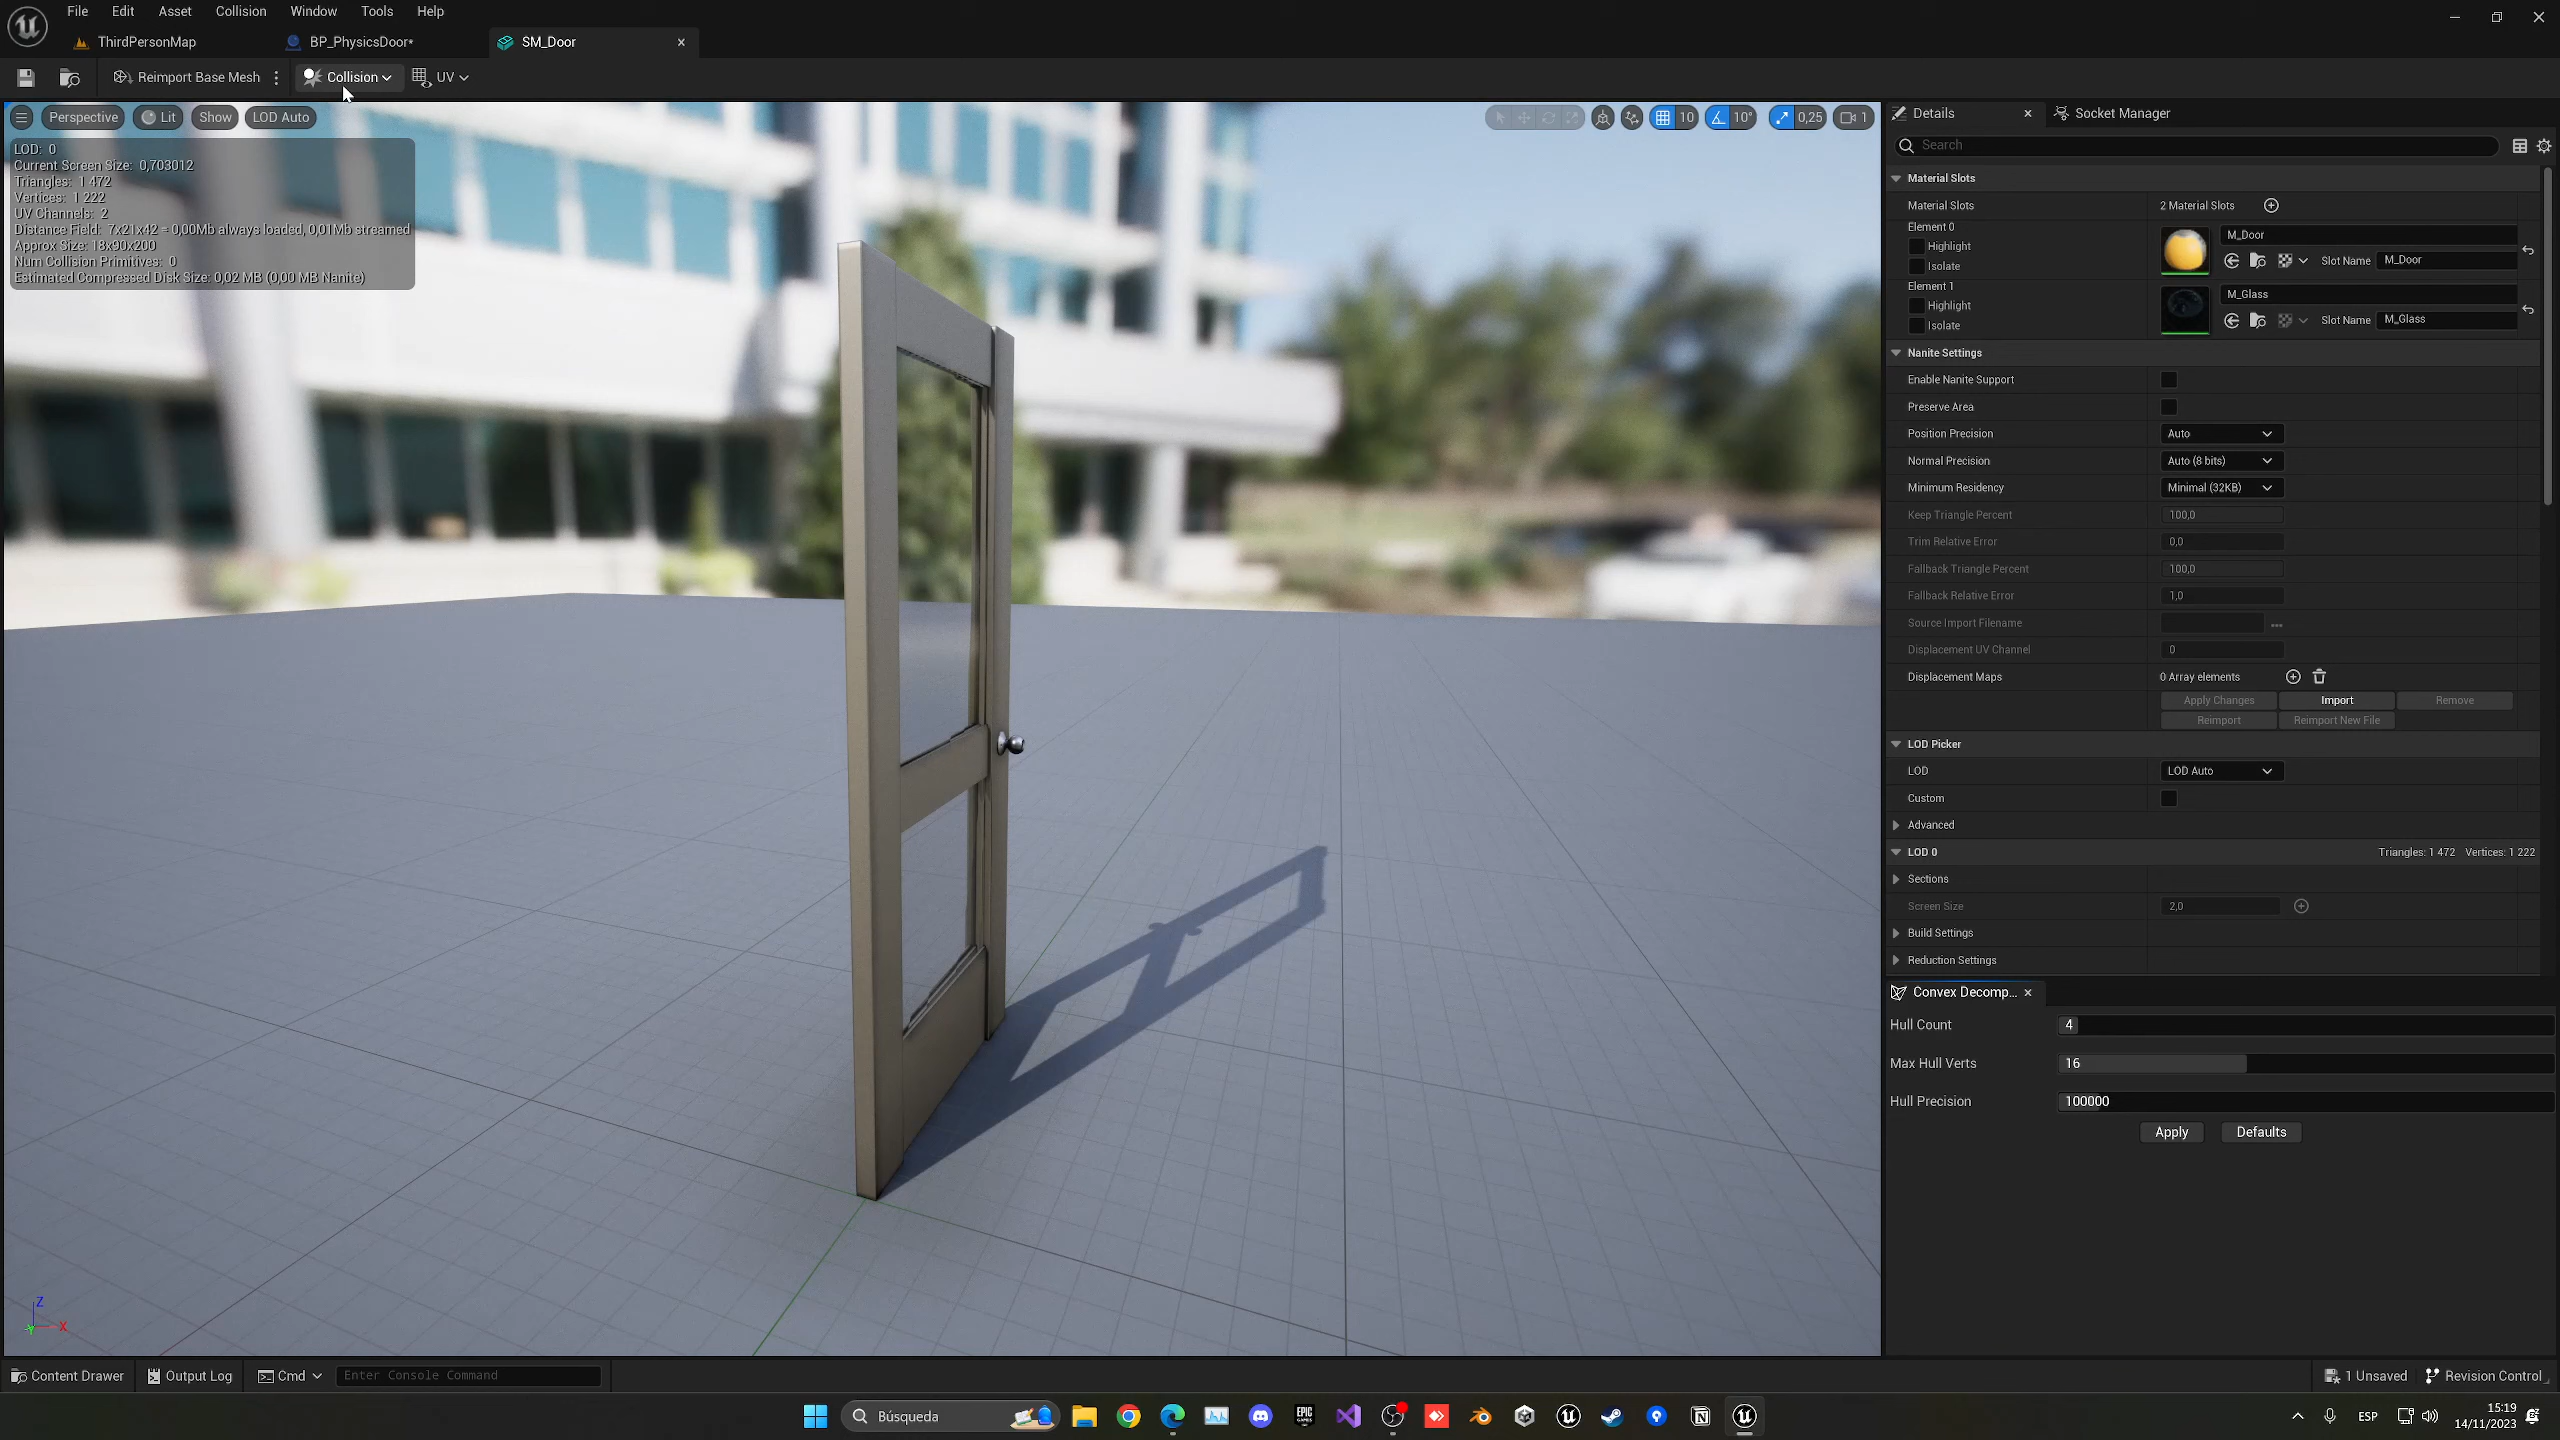 File Edit Asset Collision Window Tools Help
ThirdPersonMap BP_PhysicsDoor* SM_Door
Reimport Base Mesh Collision UV
Perspective Lit Show LOD Auto 10 10° 0,25 1
LOD: 0
Current Screen Size: 0,703012
Triangles: 1 472
Vertices: 1 222
UV Channels: 2
Distance Field: 7x21x42 = 0,00Mb always loaded, 0,01Mb streamed
Approx Size: 18x90x200
Num Collision Primitives: 0
Estimated Compressed Disk Size: 0,02 MB (0,00 MB Nanite)
Z
X
Y
Details Socket Manager
Search
Material Slots
Material Slots 2 Material Slots
Element 0
Highlight
Isolate
M_Door
Slot Name M_Door
Element 1
Highlight
Isolate
M_Glass
Slot Name M_Glass
Nanite Settings
Enable Nanite Support
Preserve Area
Position Precision Auto
Normal Precision Auto (8 bits)
Minimum Residency Minimal (32KB)
Keep Triangle Percent 100,0
Trim Relative Error 0,0
Fallback Triangle Percent 100,0
Fallback Relative Error 1,0
Source Import Filename ...
Displacement UV Channel 0
Displacement Maps 0 Array elements
Apply Changes Import Remove
Reimport Reimport New File
LOD Picker
LOD LOD Auto
Custom
Advanced
LOD 0 Triangles: 1 472 Vertices: 1 222
Sections
Screen Size 2,0
Build Settings
Reduction Settings
Convex Decomp...
Hull Count 4
Max Hull Verts 16
Hull Precision 100000
Apply Defaults
Content Drawer Output Log Cmd Enter Console Command 1 Unsaved Revision Control
Búsqueda EPIC GAMES ESP 15:19
14/11/2023